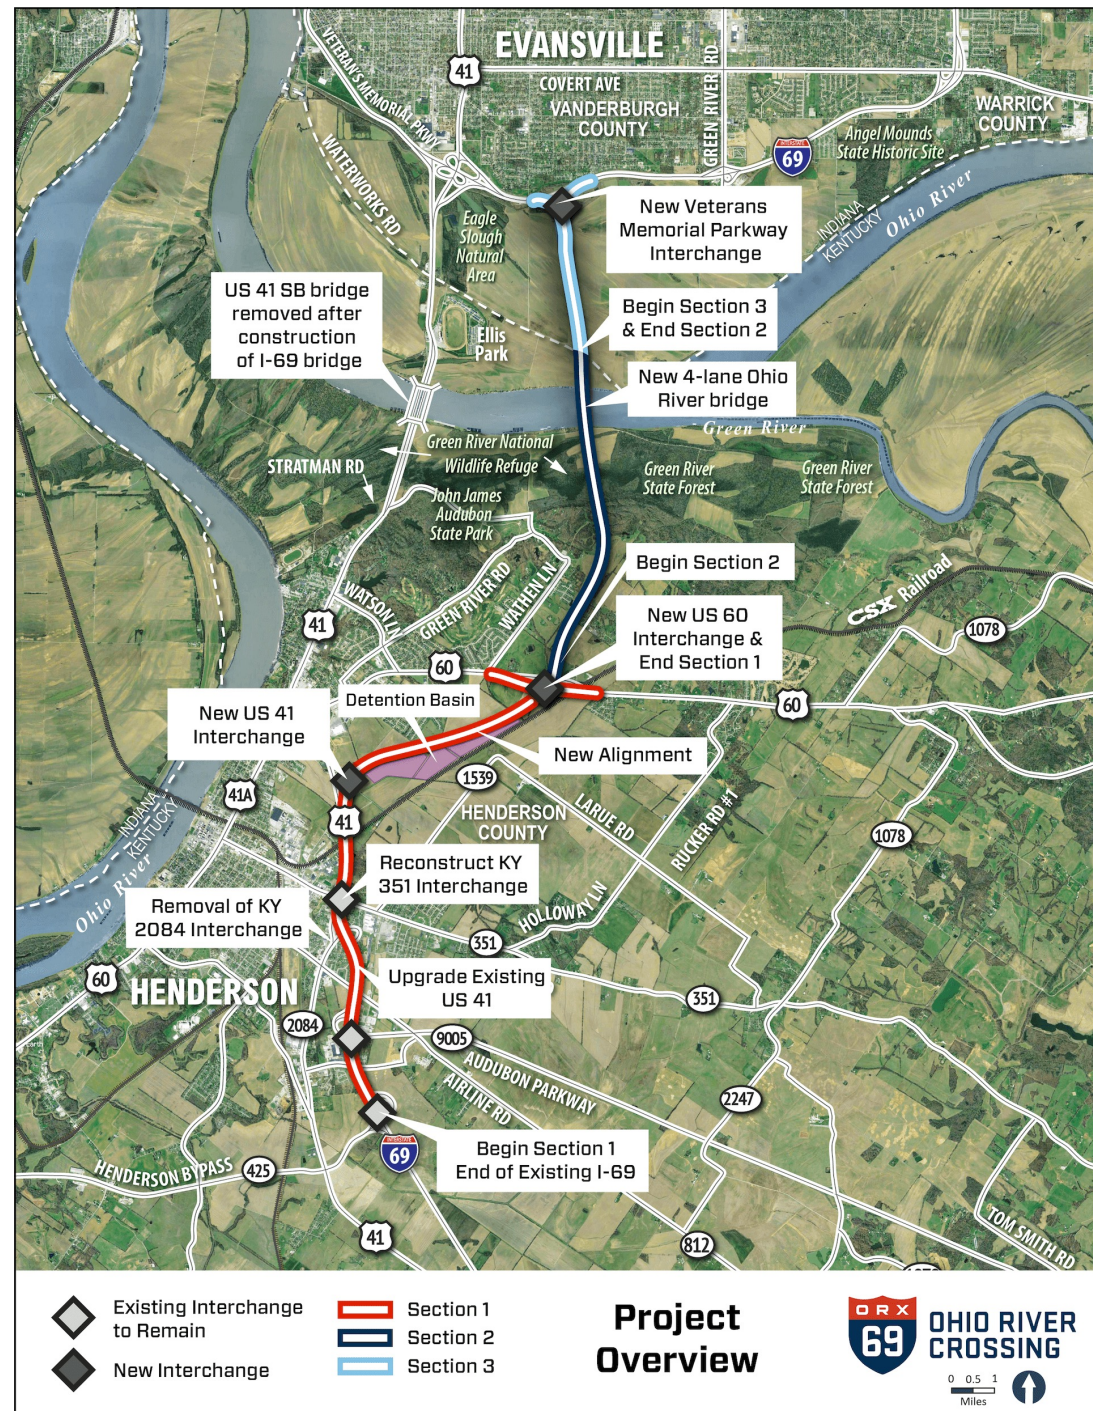 EVANSVILLE
41
COVERT AVE
VETERAN'S MEMORIAL PKWY
VANDERBURGH
COUNTY
GREEN RIVER RD
WARRICK
COUNTY
WATERWORKS RD
69
Angel Mounds
State Historic Site
INDIANA
KENTUCKY
Ohio River
Eagle
Slough
Natural
Area
New Veterans
Memorial Parkway
Interchange
US 41 SB bridge
removed after
construction
of I-69 bridge
Begin Section 3
& End Section 2
Ellis
Park
New 4-lane Ohio
River bridge
Green River
Green River National
Wildlife Refuge
STRATMAN RD
Green River
State Forest
Green River
State Forest
John James
Audubon
State Park
Begin Section 2
CSX Railroad
WATSON LN
GREEN RIVER RD
WATHEN LN
41
1078
New US 60
Interchange &
End Section 1
60
Detention Basin
60
New US 41
Interchange
New Alignment
1539
41A
41
HENDERSON
COUNTY
LARUE RD
RUCKER RD #1
1078
INDIANA
KENTUCKY
Ohio River
Reconstruct KY
351 Interchange
Removal of KY
2084 Interchange
HOLLOWAY LN
351
60
HENDERSON
Upgrade Existing
US 41
351
2084
9005
AUDUBON PARKWAY
AIRLINE RD
2247
INTERSTATE
69
Begin Section 1
End of Existing I-69
HENDERSON BYPASS
425
41
812
TOM SMITH RD
Existing Interchange
to Remain
New Interchange
Section 1
Section 2
Section 3
Project
Overview
ORX
69
OHIO RIVER
CROSSING
0 0.5 1
Miles